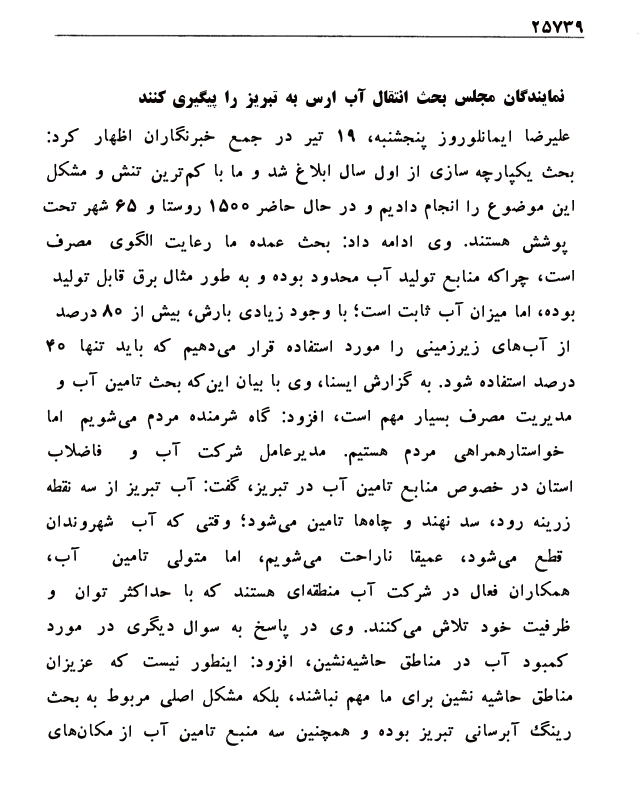 ۲۵۷۳۹
نمایندگان مجلس بحث انتقال آب ارس به تبریز را پیگیری کنند
علیرضا ایمانلوروز پنجشنبه، ۱۹ تیر در جمع خبرنگاران اظهار کرد:
بحث یکپارچه سازی از اول سال ابلاغ شد و ما با کم‌ترین تنش و مشکل
این موضوع را انجام دادیم و در حال حاضر ۱۵۰۰ روستا و ۶۵ شهر تحت
پوشش هستند. وی ادامه داد: بحث عمده ما رعایت الگوی مصرف
است، چراکه منابع تولید آب محدود بوده و به طور مثال برق قابل تولید
بوده، اما میزان آب ثابت است؛ با وجود زیادی بارش، بیش از ۸۰ درصد
از آب‌های زیرزمینی را مورد استفاده قرار می‌دهیم که باید تنها ۴۰
درصد استفاده شود. به گزارش ایسنا، وی با بیان این‌که بحث تامین آب و
مدیریت مصرف بسیار مهم است، افزود: گاه شرمنده مردم می‌شویم اما
خواستارهمراهی مردم هستیم. مدیرعامل شرکت آب و فاضلاب
استان در خصوص منابع تامین آب در تبریز، گفت: آب تبریز از سه نقطه
زرینه رود، سد نهند و چاه‌ها تامین می‌شود؛ وقتی که آب شهروندان
قطع می‌شود، عمیقا ناراحت می‌شویم، اما متولی تامین آب،
همکاران فعال در شرکت آب منطقه‌ای هستند که با حداکثر توان و
ظرفیت خود تلاش می‌کنند. وی در پاسخ به سوال دیگری در مورد
کمبود آب در مناطق حاشیه‌نشین، افزود: اینطور نیست که عزیزان
مناطق حاشیه نشین برای ما مهم نباشند، بلکه مشکل اصلی مربوط به بحث
رینگ آبرسانی تبریز بوده و همچنین سه منبع تامین آب از مکان‌های